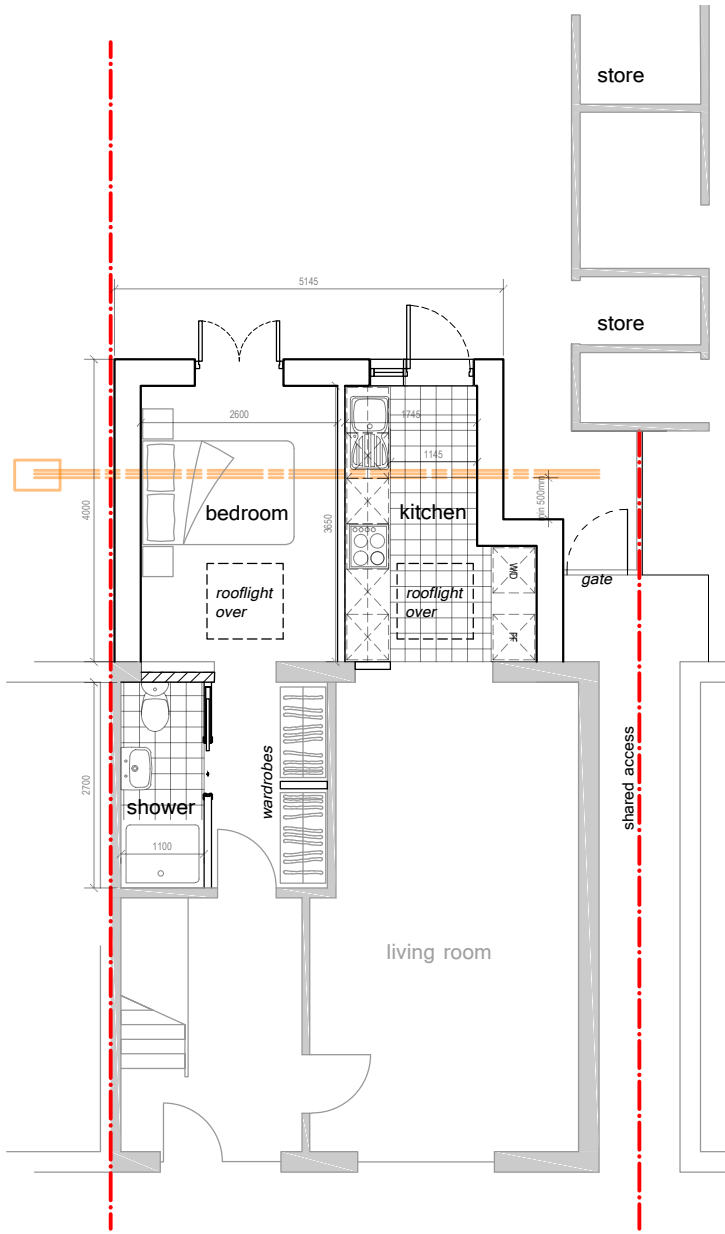 store
5145
store
2600
1745
1145
4000
bedroom
3650
kitchen
min 500mm
rooflight
over
rooflight
over
WD
gate
FF
2700
wardrobes
shower
1100
shared access
living room